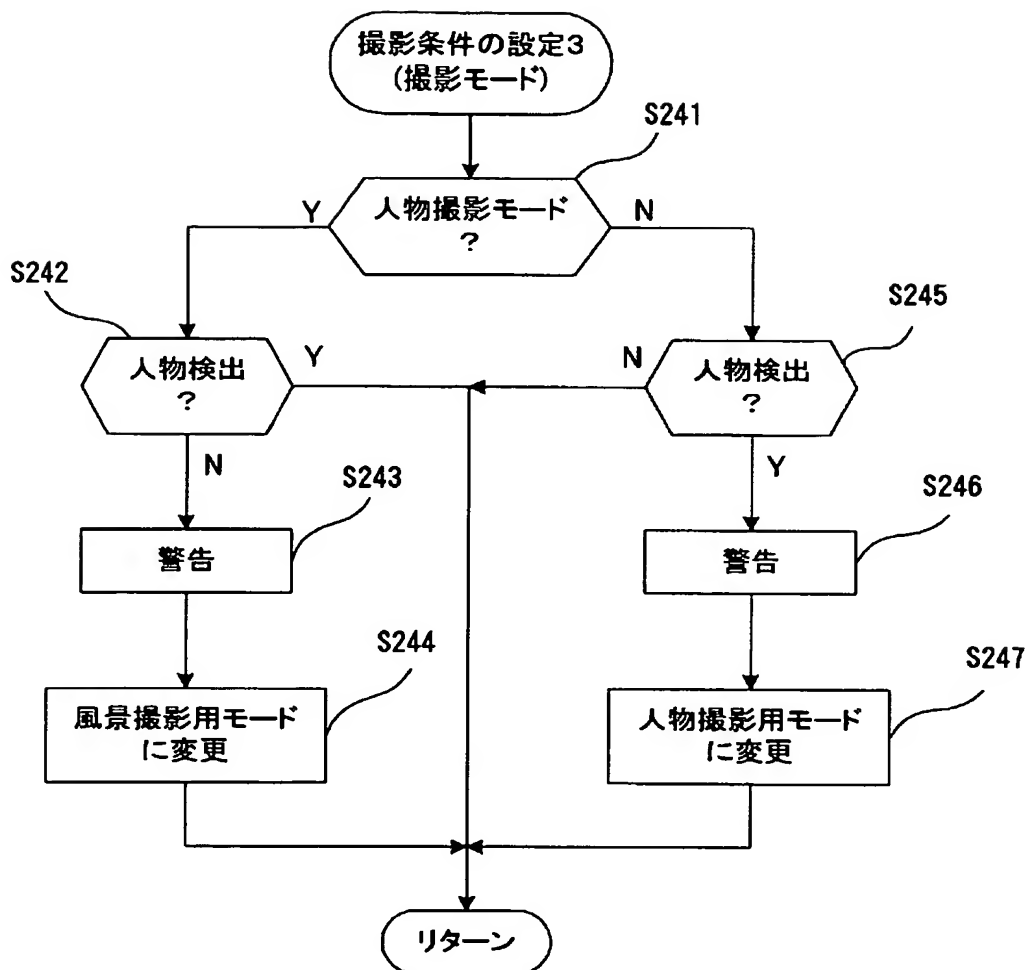 撮影条件の設定3
(撮影モード)
S241
人物撮影モード
?
Y
N
S242
人物検出
?
Y
N
S245
人物検出
?
N
Y
S243
警告
S246
警告
S244
風景撮影用モード
に変更
S247
人物撮影用モード
に変更
リターン